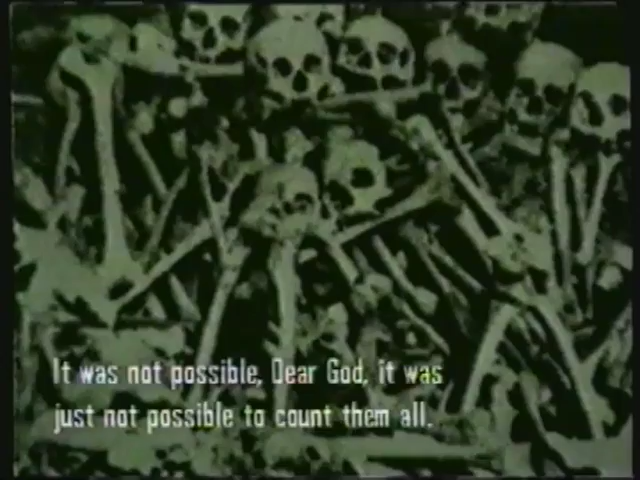 It was not possible, Dear God, it was
just not possible to count them all.